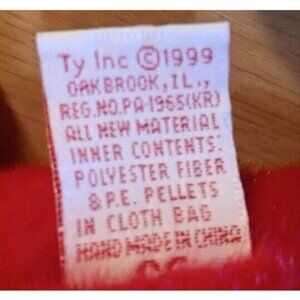 Ty Inc ©1999
OAKBROOK, IL.,
REG.NO.PA-1965(KR)
ALL NEW MATERIAL
INNER CONTENTS:
POLYESTER FIBER
& P.E. PELLETS
IN CLOTH BAG
HAND MADE IN CHINA